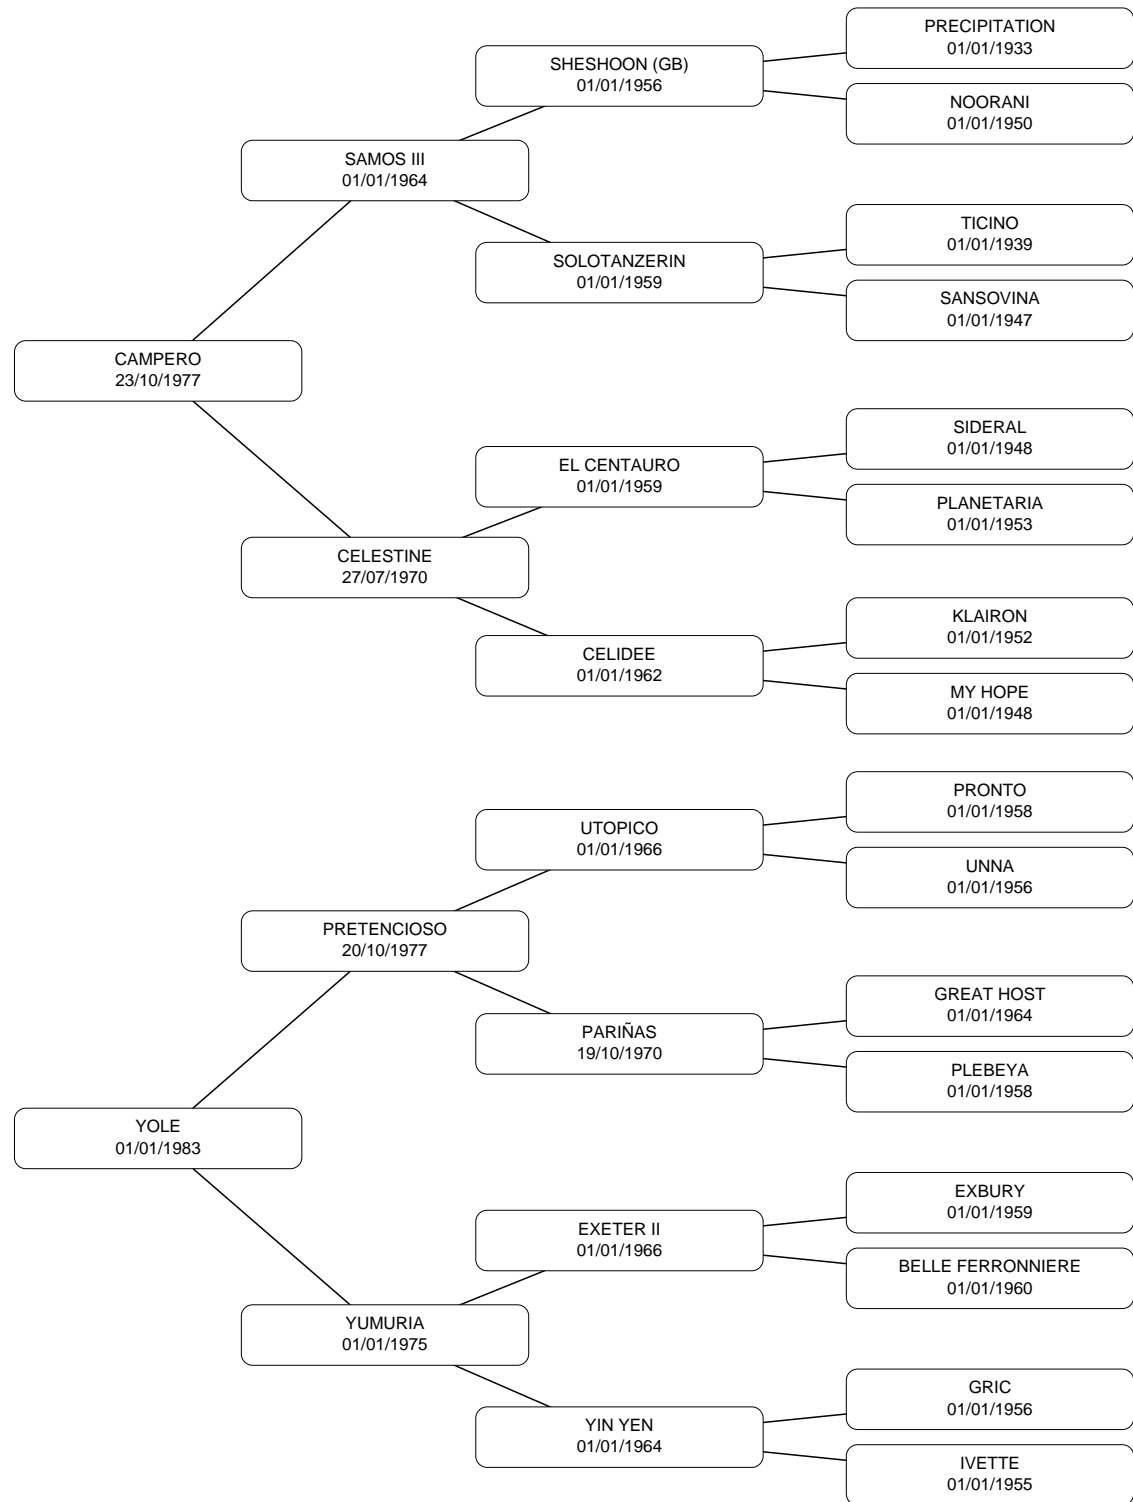 PRECIPITATION
01/01/1933
SHESHOON (GB)
01/01/1956
NOORANI
01/01/1950
SAMOS III
01/01/1964
TICINO
01/01/1939
SOLOTANZERIN
01/01/1959
SANSOVINA
01/01/1947
CAMPERO
23/10/1977
SIDERAL
01/01/1948
EL CENTAURO
01/01/1959
PLANETARIA
01/01/1953
CELESTINE
27/07/1970
KLAIRON
01/01/1952
CELIDEE
01/01/1962
MY HOPE
01/01/1948
PRONTO
01/01/1958
UTOPICO
01/01/1966
UNNA
01/01/1956
PRETENCIOSO
20/10/1977
GREAT HOST
01/01/1964
PARIÑAS
19/10/1970
PLEBEYA
01/01/1958
YOLE
01/01/1983
EXBURY
01/01/1959
EXETER II
01/01/1966
BELLE FERRONNIERE
01/01/1960
YUMURIA
01/01/1975
GRIC
01/01/1956
YIN YEN
01/01/1964
IVETTE
01/01/1955